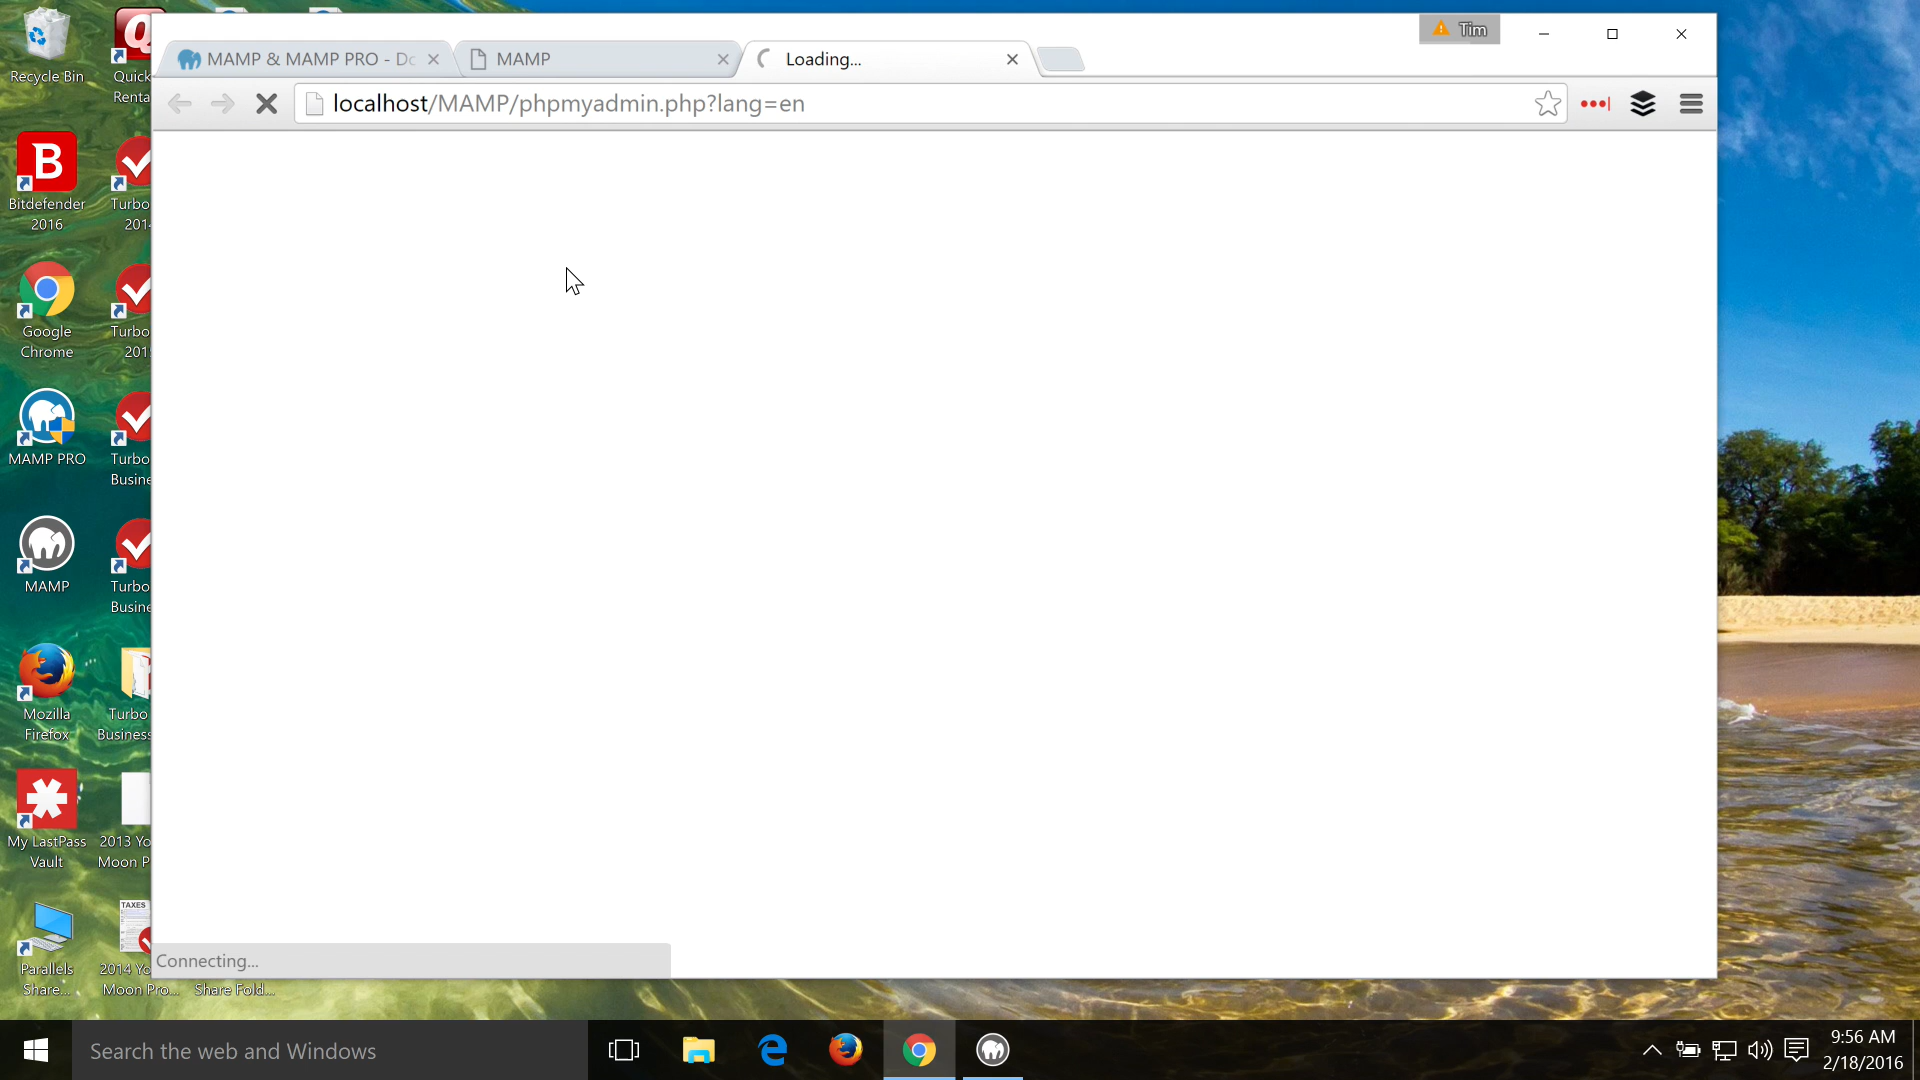 Tim
MAMP & MAMP PRO - Do
MAMP
Loading...
localhost/MAMP/phpmyadmin.php?lang=en
Recycle Bin
Quick
Renta
Bitdefender
2016
Turbo
2014
Google
Chrome
Turbo
201
MAMP PRO
Turbo
Busine
MAMP
Turbo
Busine
Mozilla
Firefox
Turbo
Business
My LastPass
Vault
2013 Yo
Moon P
TAXES
Parallels
Share...
2014 Yo
Moon Pro...
Share Fold...
Connecting...
Search the web and Windows
9:56 AM
2/18/2016